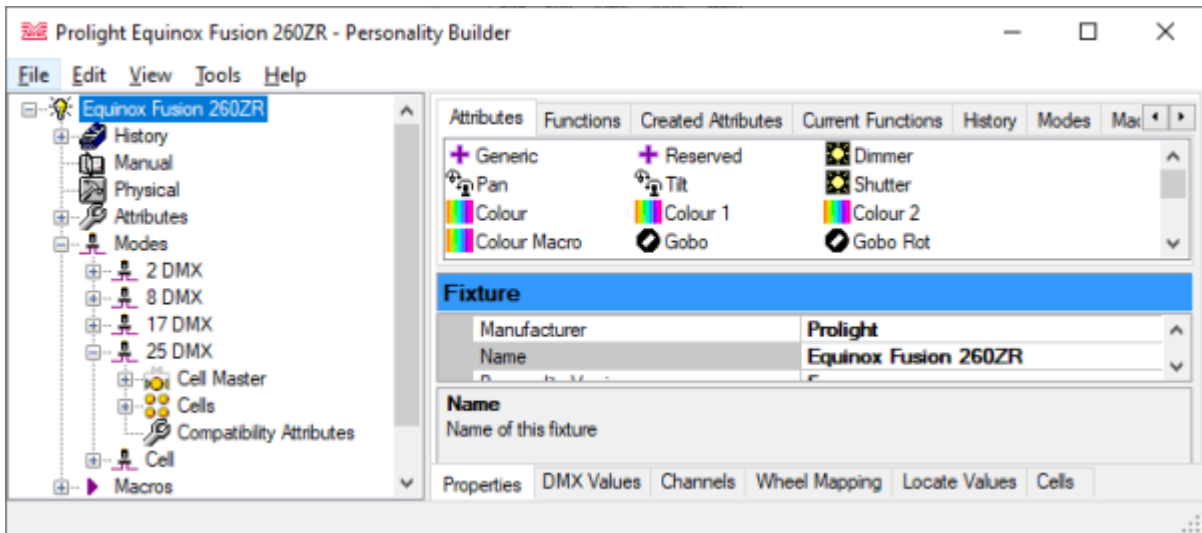 Prolight Equinox Fusion 260ZR - Personality Builder
File Edit View Tools Help
Equinox Fusion 260ZR
History
Manual
Physical
Attributes
Modes
2 DMX
8 DMX
17 DMX
25 DMX
Cell Master
Cells
Compatibility Attributes
Cell
Macros
Attributes Functions Created Attributes Current Functions History Modes
Generic Reserved Dimmer
Pan Tilt Shutter
Colour Colour 1 Colour 2
Colour Macro Gobo Gobo Rot
Fixture
Manufacturer Prolight
Name Equinox Fusion 260ZR
Name
Name of this fixture
Properties DMX Values Channels Wheel Mapping Locate Values Cells